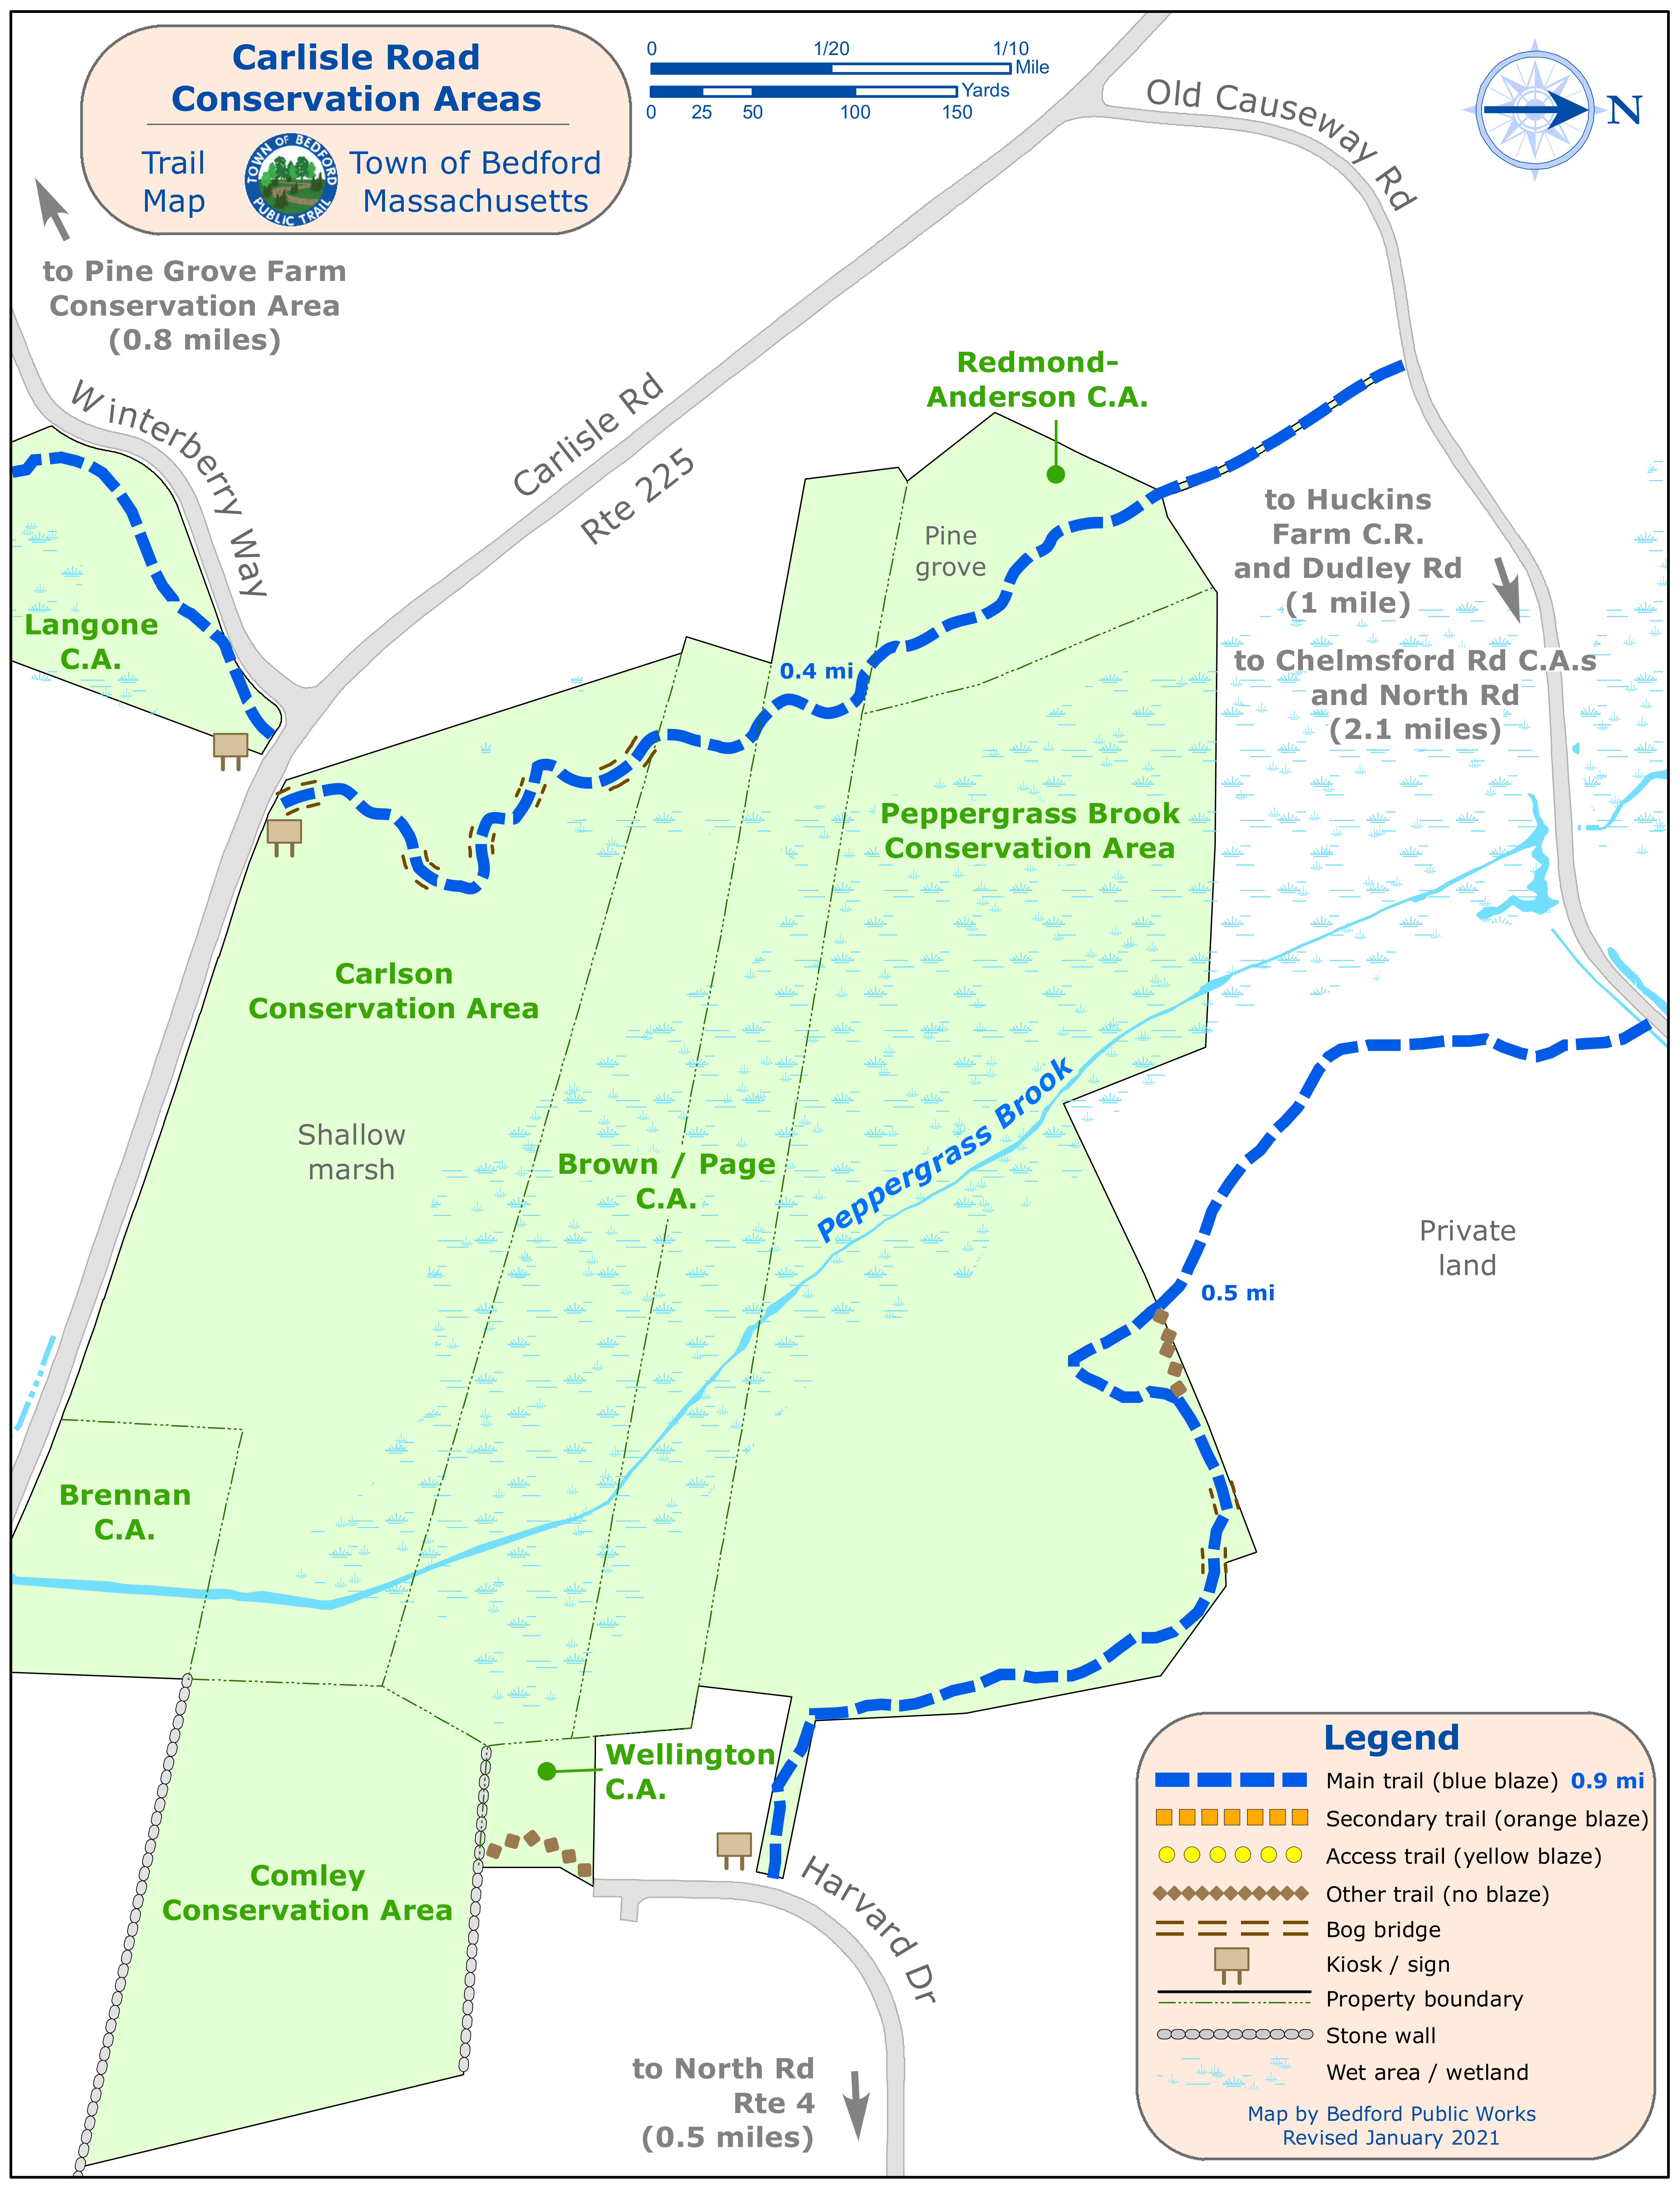 Carlisle Road
Conservation Areas
Trail
Map
TOWN OF BEDFORD
PUBLIC TRAIL
Town of Bedford
Massachusetts
0 1/20 1/10
Mile
Yards
0 25 50 100 150
N
Old Causeway Rd
to Pine Grove Farm
Conservation Area
(0.8 miles)
Winterberry Way
Carlisle Rd
Rte 225
Redmond-
Anderson C.A.
Pine
grove
to Huckins
Farm C.R.
and Dudley Rd
(1 mile)
to Chelmsford Rd C.A.s
and North Rd
(2.1 miles)
Langone
C.A.
0.4 mi
Peppergrass Brook
Conservation Area
Carlson
Conservation Area
Shallow
marsh
Brown / Page
C.A.
Peppergrass Brook
Private
land
0.5 mi
Brennan
C.A.
Wellington
C.A.
Comley
Conservation Area
Harvard Dr
to North Rd
Rte 4
(0.5 miles)
Legend
Main trail (blue blaze) 0.9 mi
Secondary trail (orange blaze)
Access trail (yellow blaze)
Other trail (no blaze)
Bog bridge
Kiosk / sign
Property boundary
Stone wall
Wet area / wetland
Map by Bedford Public Works
Revised January 2021